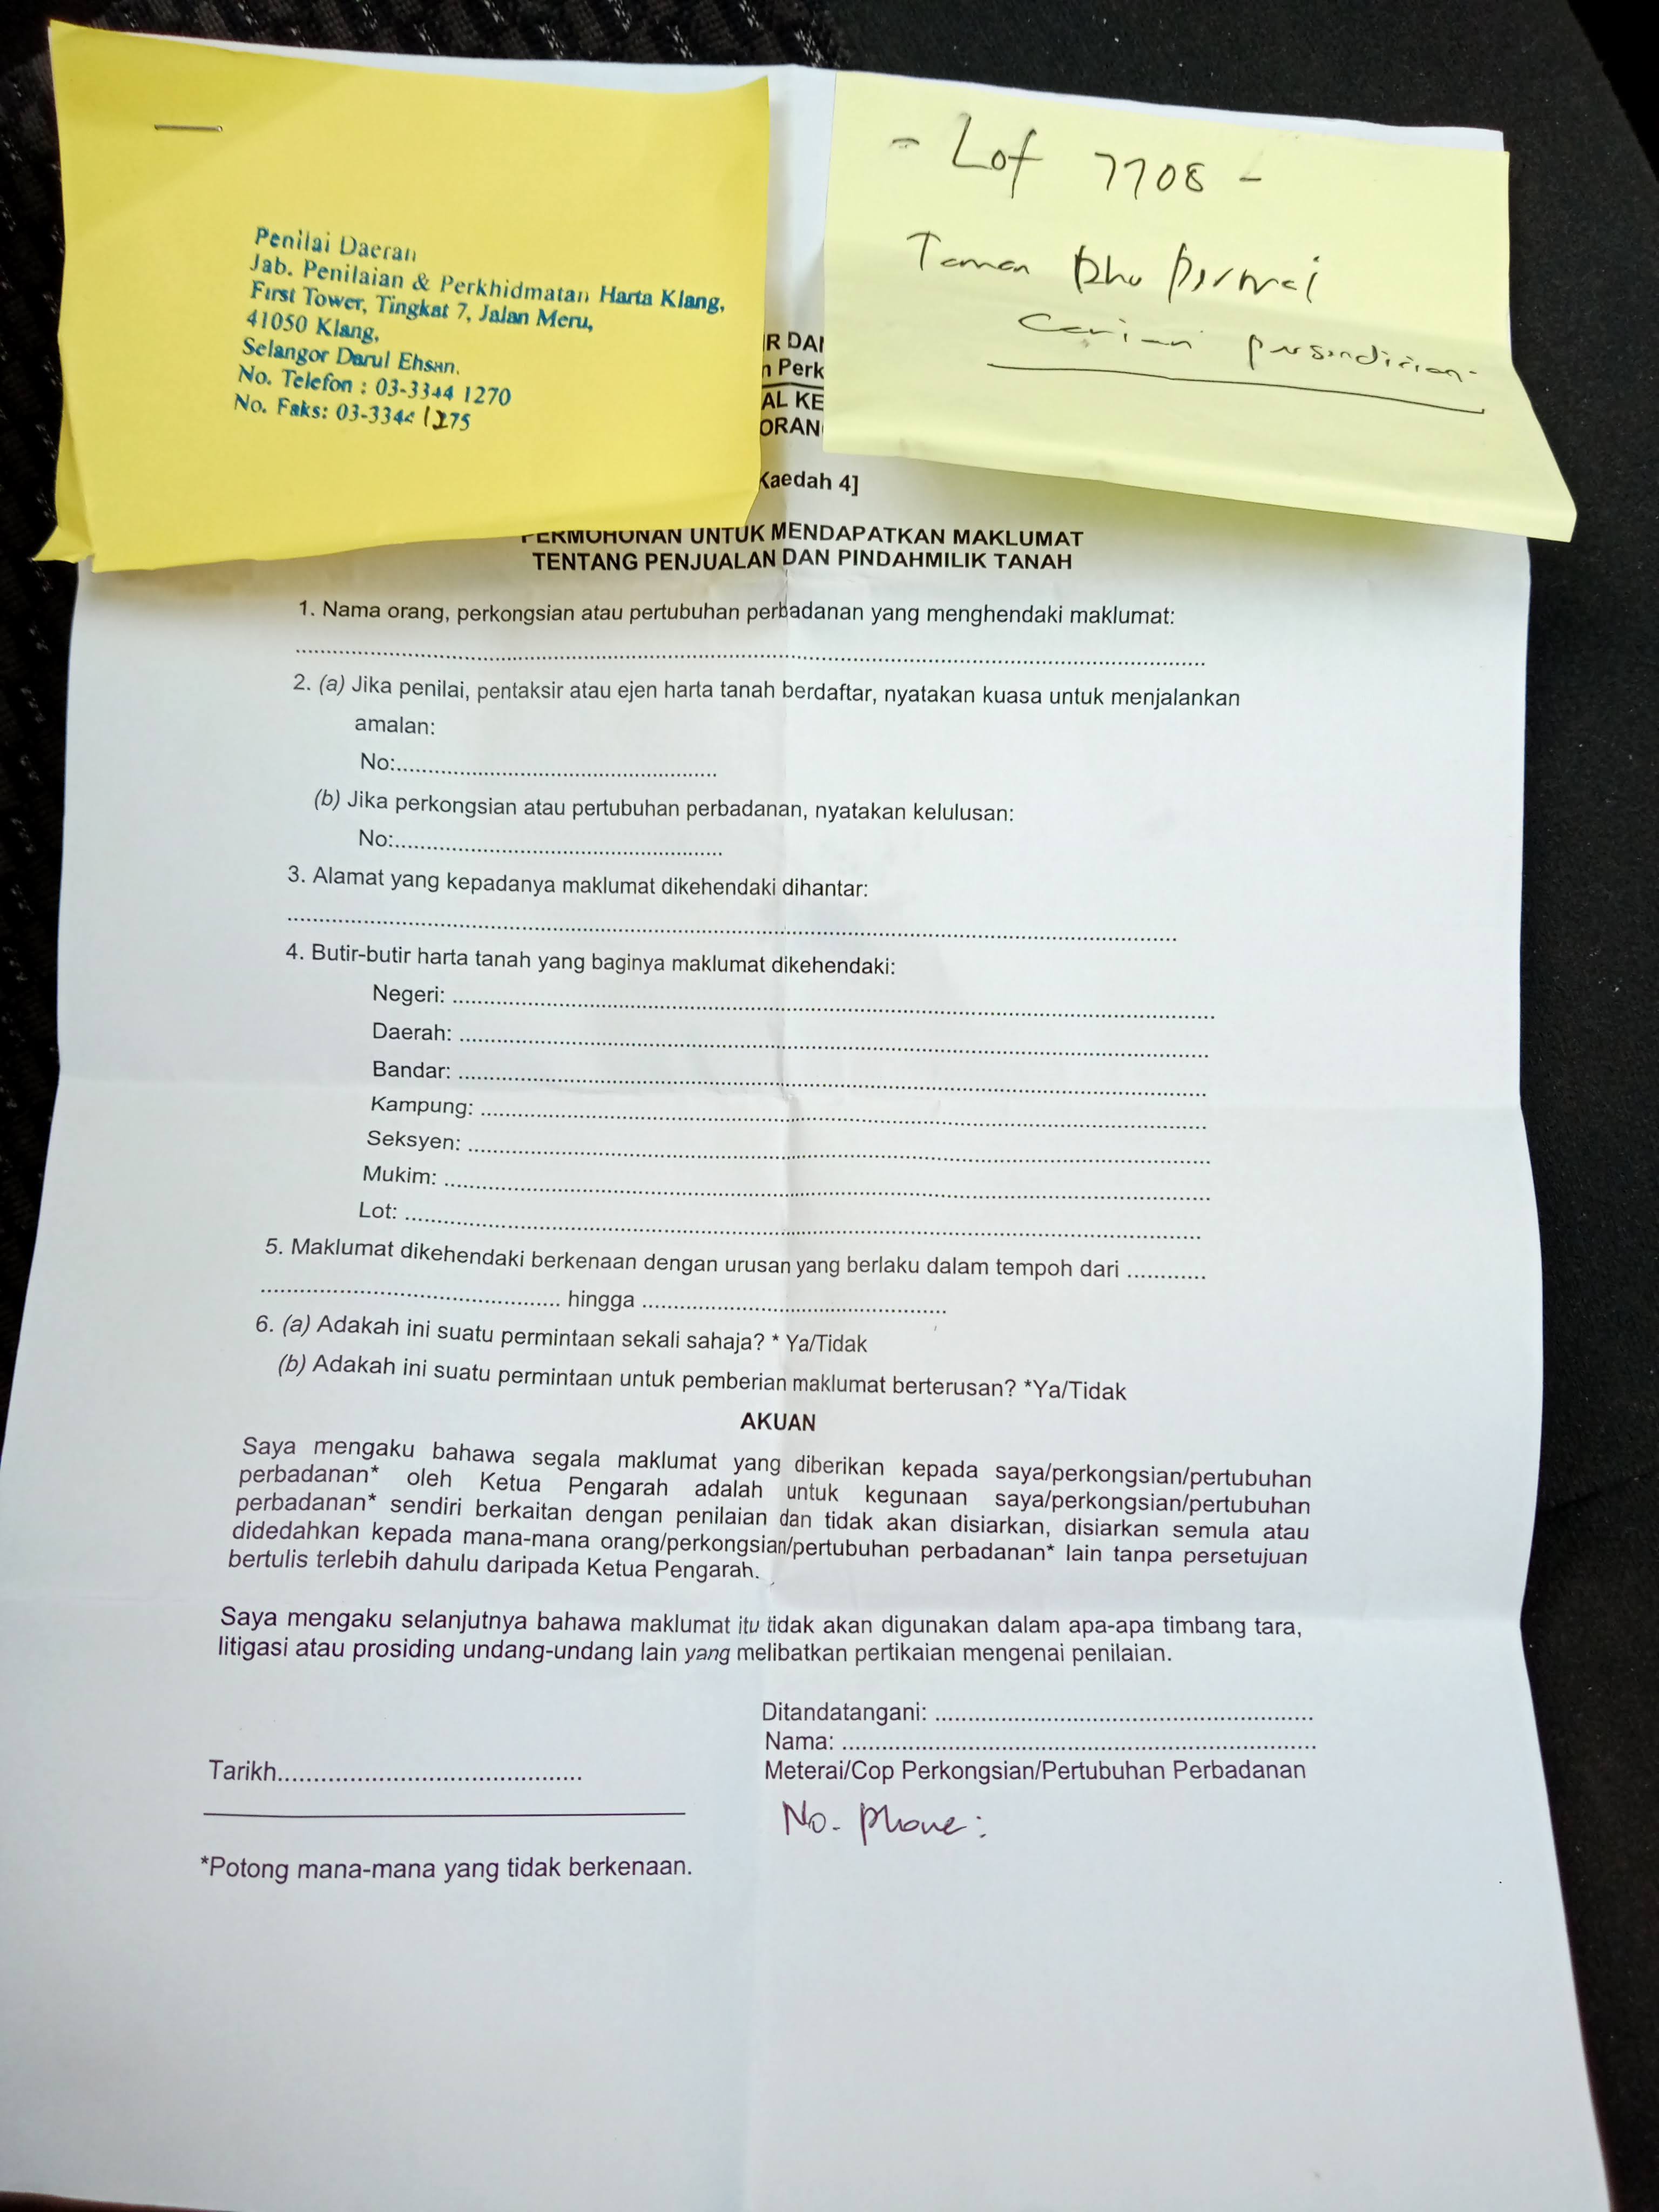 Penilai Daerah
Jab. Penilaian & Perkhidmatan Harta Klang,
First Tower, Tingkat 7, Jalan Meru,
41050 Klang,
Selangor Darul Ehsan.
No. Telefon : 03-3344 1270
No. Faks: 03-3344 1275
- Lot 7708 -
Taman Permai
Carian persendirian
R DA
n Perk
AL KE
ORAN
Kaedah 4]
PERMOHONAN UNTUK MENDAPATKAN MAKLUMAT
TENTANG PENJUALAN DAN PINDAHMILIK TANAH
1. Nama orang, perkongsian atau pertubuhan perbadanan yang menghendaki maklumat:
2. (a) Jika penilai, pentaksir atau ejen harta tanah berdaftar, nyatakan kuasa untuk menjalankan
amalan:
No:
(b) Jika perkongsian atau pertubuhan perbadanan, nyatakan kelulusan:
No:
3. Alamat yang kepadanya maklumat dikehendaki dihantar:
4. Butir-butir harta tanah yang baginya maklumat dikehendaki:
Negeri:
Daerah:
Bandar:
Kampung:
Seksyen:
Mukim:
Lot:
5. Maklumat dikehendaki berkenaan dengan urusan yang berlaku dalam tempoh dari
hingga
6. (a) Adakah ini suatu permintaan sekali sahaja? * Ya/Tidak
(b) Adakah ini suatu permintaan untuk pemberian maklumat berterusan? *Ya/Tidak
AKUAN
Saya mengaku bahawa segala maklumat yang diberikan kepada saya/perkongsian/pertubuhan
perbadanan* oleh Ketua Pengarah adalah untuk kegunaan saya/perkongsian/pertubuhan
perbadanan* sendiri berkaitan dengan penilaian dan tidak akan disiarkan, disiarkan semula atau
didedahkan kepada mana-mana orang/perkongsian/pertubuhan perbadanan* lain tanpa persetujuan
bertulis terlebih dahulu daripada Ketua Pengarah.
Saya mengaku selanjutnya bahawa maklumat itu tidak akan digunakan dalam apa-apa timbang tara,
litigasi atau prosiding undang-undang lain yang melibatkan pertikaian mengenai penilaian.
Ditandatangani:
Nama:
Tarikh
Meterai/Cop Perkongsian/Pertubuhan Perbadanan
No. phone:
*Potong mana-mana yang tidak berkenaan.